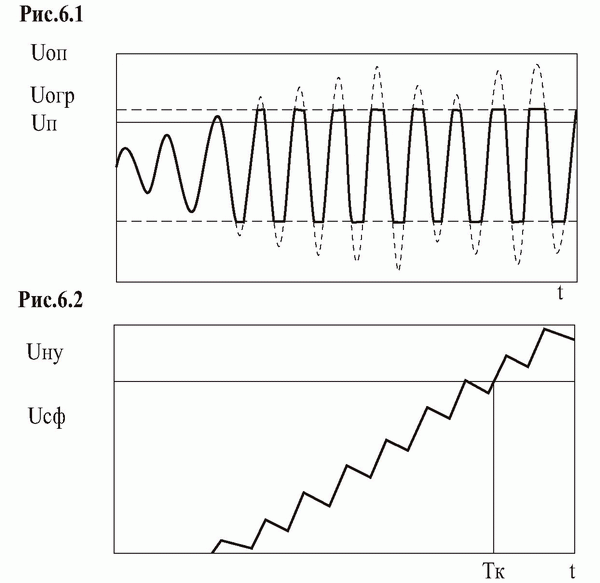 Рис.6.1
Uоп
Uогр
Uп
t
Рис.6.2
Uну
Uсф
Тк
t